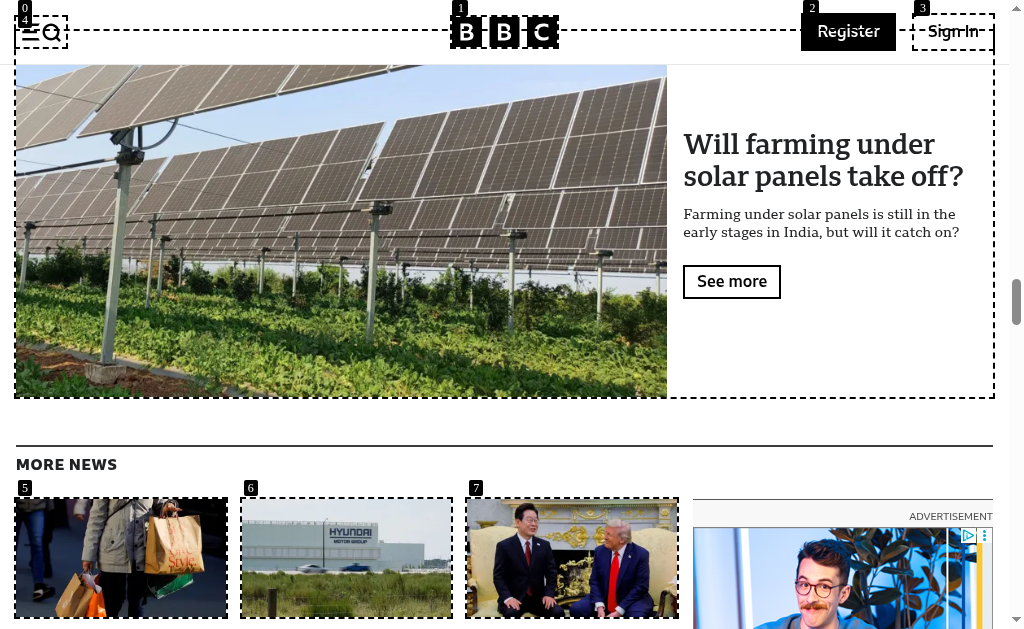 0
4
1
2
3
BBC
Register
Sign In
Will farming under
solar panels take off?
Farming under solar panels is still in the
early stages in India, but will it catch on?
See more
MORE NEWS
5
6
7
HYUNDAI
MOTOR GROUP
Style
ADVERTISEMENT